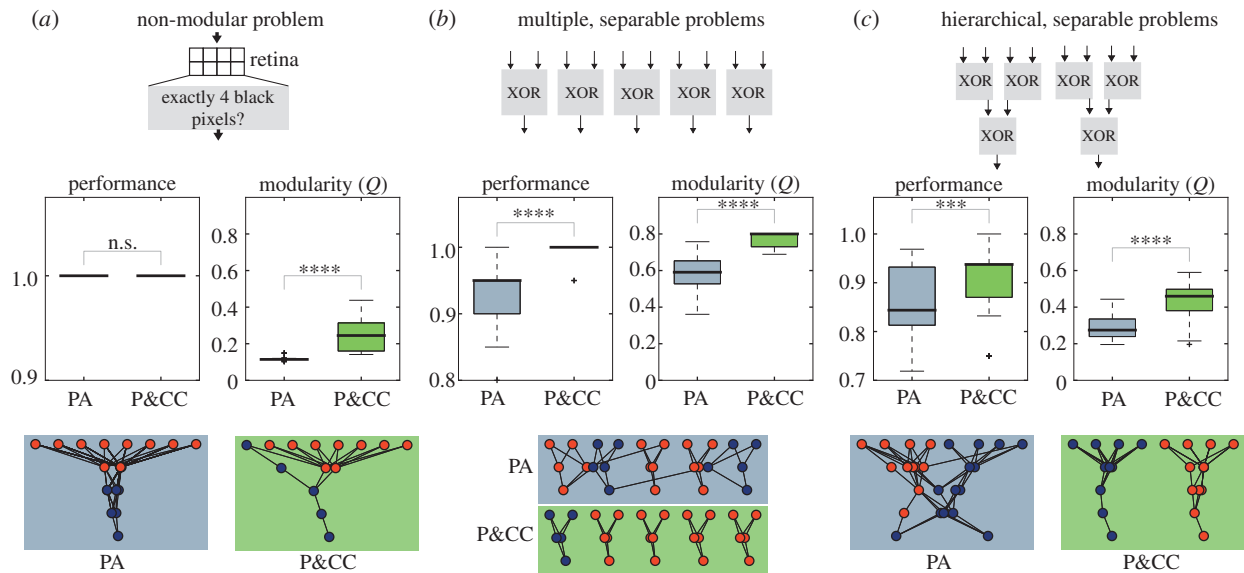 (a)
non-modular problem
retina
exactly 4 black
pixels?
performance
n.s.
1.0
0.9
PA P&CC
modularity (Q)
****
0.8
0.6
0.4
0.2
0
PA P&CC
PA
P&CC
(b)
multiple, separable problems
XOR XOR XOR XOR XOR
performance
****
1.0
0.9
0.8
PA P&CC
modularity (Q)
****
0.8
0.6
0.4
0.2
0
PA P&CC
PA
P&CC
(c)
hierarchical, separable problems
XOR XOR XOR XOR
XOR XOR
performance
***
1.0
0.9
0.8
0.7
PA P&CC
modularity (Q)
****
0.8
0.6
0.4
0.2
0
PA P&CC
PA
P&CC